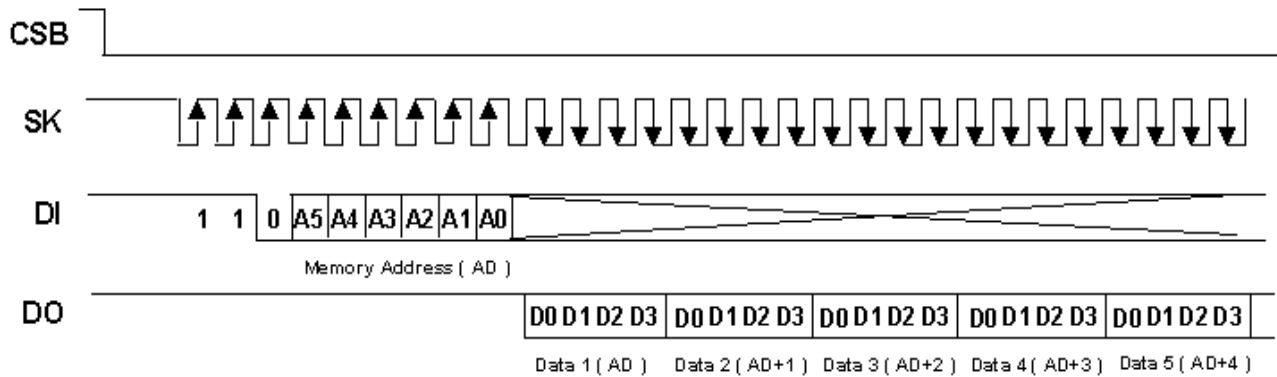 CSB
SK
DI 1 1 0 A5 A4 A3 A2 A1 A0
Memory Address ( AD )
DO D0 D1 D2 D3 D0 D1 D2 D3 D0 D1 D2 D3 D0 D1 D2 D3 D0 D1 D2 D3
Data 1 ( AD ) Data 2 ( AD+1 ) Data 3 ( AD+2 ) Data 4 ( AD+3 ) Data 5 ( AD+4 )